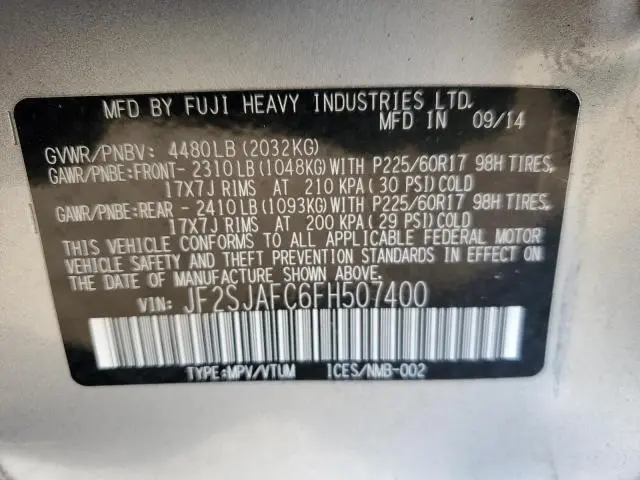 MFD BY FUJI HEAVY INDUSTRIES LTD.
MFD IN 09/14
GVWR/PNBV: 4480LB (2032KG)
GAWR/PNBE:FRONT- 2310LB (1048KG) WITH P225/60R17 98H TIRES,
17X7J RIMS AT 210 KPA (30 PSI) COLD
GAWR/PNBE:REAR - 2410LB (1093KG) WITH P225/60R17 98H TIRES,
17X7J RIMS AT 200 KPA (29 PSI) COLD
THIS VEHICLE CONFORMS TO ALL APPLICABLE FEDERAL MOTOR
VEHICLE SAFETY AND THEFT PREVENTION STANDARDS IN EFFECT ON
THE DATE OF MANUFACTURE SHOWN ABOVE.
VIN: JF2SJAFC6FH507400
TYPE:MPV/VTUM ICES/NMB-002